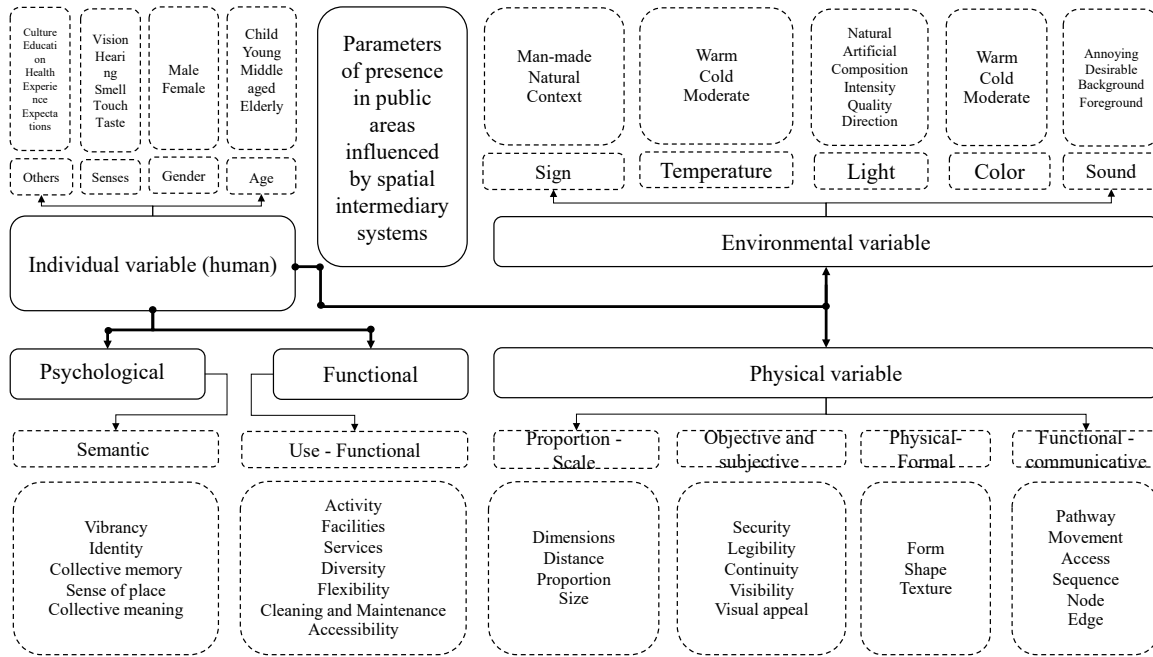 Culture
Educati
on
Health
Experie
nce
Expecta
tions
Others
Vision
Heari
ng
Smell
Touch
Taste
Senses
Male
Female
Gender
Child
Young
Middle
aged
Elderly
Age
Parameters
of presence
in public
areas
influenced
by spatial
intermediary
systems
Man-made
Natural
Context
Sign
Warm
Cold
Moderate
Temperature
Natural
Artificial
Composition
Intensity
Quality
Direction
Light
Warm
Cold
Moderate
Color
Annoying
Desirable
Background
Foreground
Sound
Individual variable (human)
Environmental variable
Psychological
Functional
Physical variable
Semantic
Use - Functional
Proportion -
Scale
Objective and
subjective
Physical-
Formal
Functional -
communicative
Vibrancy
Identity
Collective memory
Sense of place
Collective meaning
Activity
Facilities
Services
Diversity
Flexibility
Cleaning and Maintenance
Accessibility
Dimensions
Distance
Proportion
Size
Security
Legibility
Continuity
Visibility
Visual appeal
Form
Shape
Texture
Pathway
Movement
Access
Sequence
Node
Edge